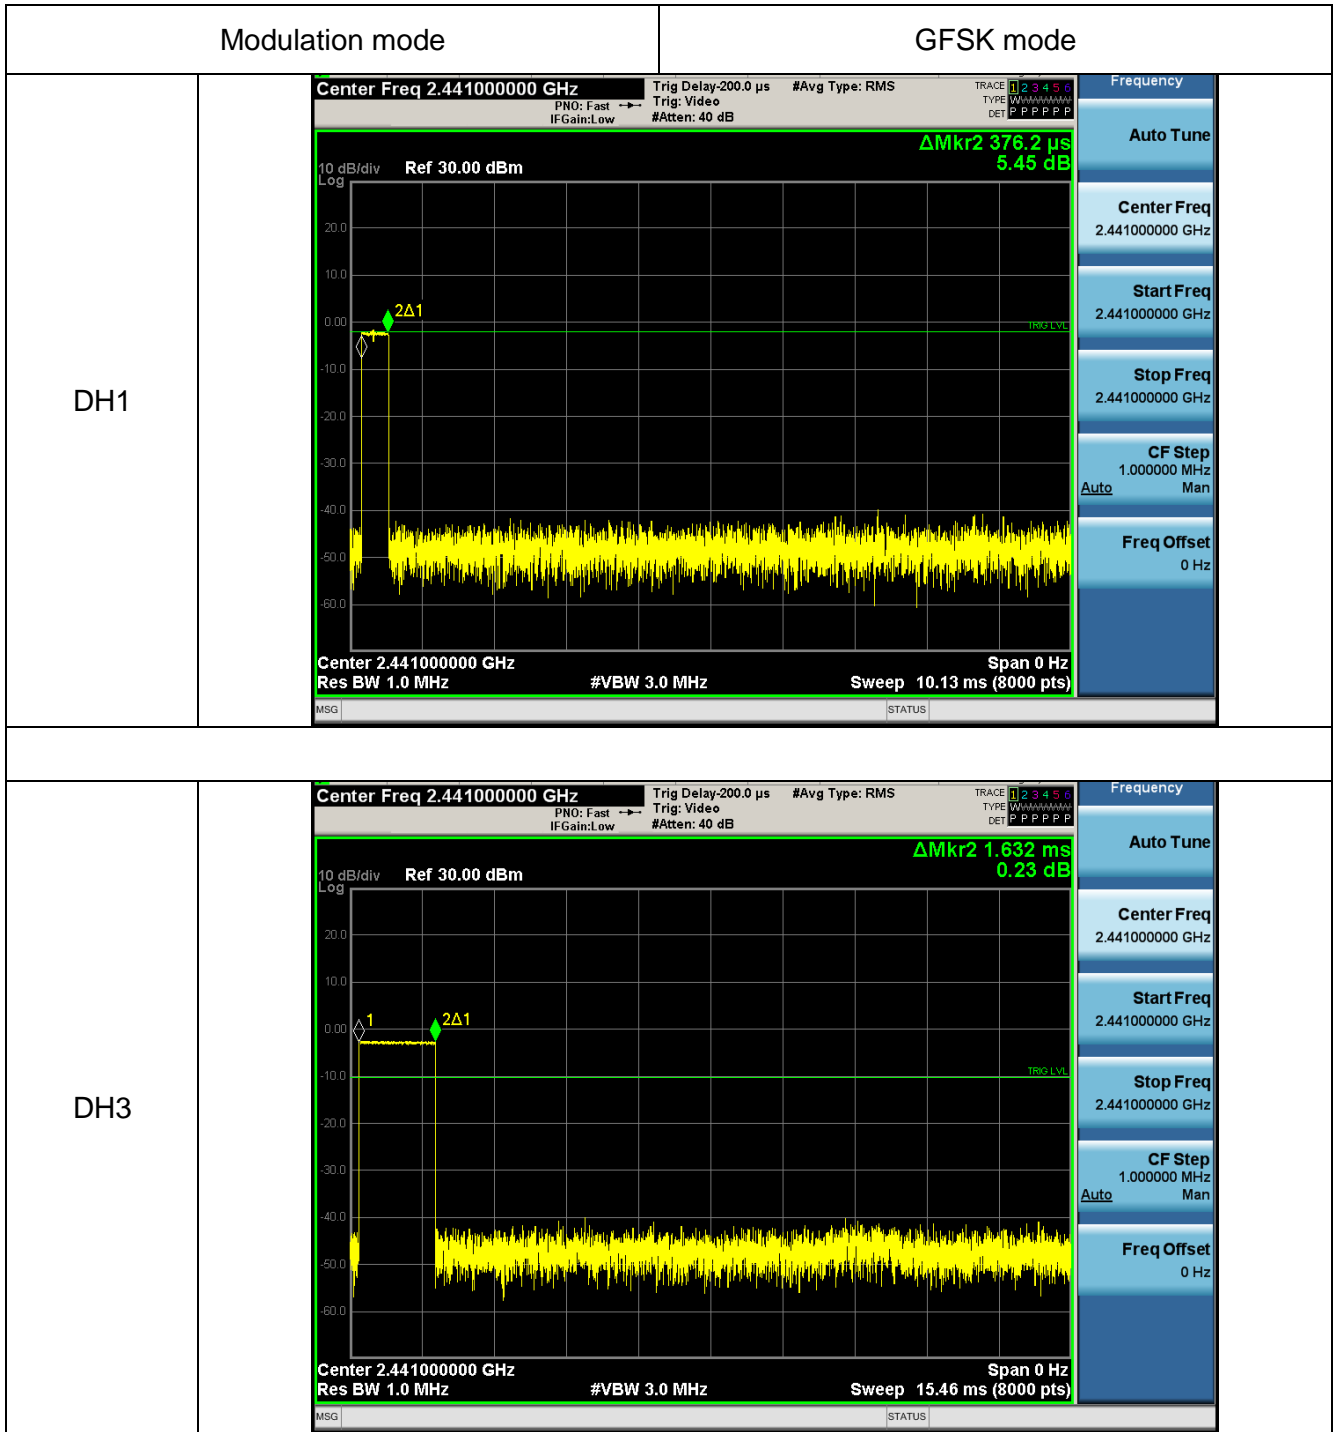 Modulation mode GFSK mode
DH1
Center Freq 2.441000000 GHz
PNO: Fast
IFGain:Low
Trig Delay-200.0 µs
Trig: Video
#Atten: 40 dB
#Avg Type: RMS
TRACE 1 2 3 4 5 6
TYPE WWWWWW
DET P P P P P P
Frequency
ΔMkr2 376.2 µs
5.45 dB
10 dB/div
Log
Ref 30.00 dBm
20.0
10.0
0.00
-10.0
-20.0
-30.0
-40.0
-50.0
-60.0
1
2Δ1
TRIG LVL
Center 2.441000000 GHz
Span 0 Hz
Res BW 1.0 MHz
#VBW 3.0 MHz
Sweep 10.13 ms (8000 pts)
MSG
STATUS
Auto Tune
Center Freq
2.441000000 GHz
Start Freq
2.441000000 GHz
Stop Freq
2.441000000 GHz
CF Step
1.000000 MHz
Auto Man
Freq Offset
0 Hz
DH3
Center Freq 2.441000000 GHz
PNO: Fast
IFGain:Low
Trig Delay-200.0 µs
Trig: Video
#Atten: 40 dB
#Avg Type: RMS
TRACE 1 2 3 4 5 6
TYPE WWWWWW
DET P P P P P P
Frequency
ΔMkr2 1.632 ms
0.23 dB
10 dB/div
Log
Ref 30.00 dBm
20.0
10.0
0.00
-10.0
-20.0
-30.0
-40.0
-50.0
-60.0
1
2Δ1
TRIG LVL
Center 2.441000000 GHz
Span 0 Hz
Res BW 1.0 MHz
#VBW 3.0 MHz
Sweep 15.46 ms (8000 pts)
MSG
STATUS
Auto Tune
Center Freq
2.441000000 GHz
Start Freq
2.441000000 GHz
Stop Freq
2.441000000 GHz
CF Step
1.000000 MHz
Auto Man
Freq Offset
0 Hz